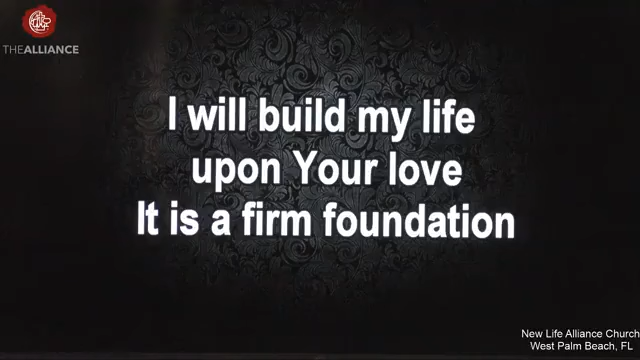 THEALLIANCE
I will build my life
upon Your love
It is a firm foundation
New Life Alliance Church
West Palm Beach, FL